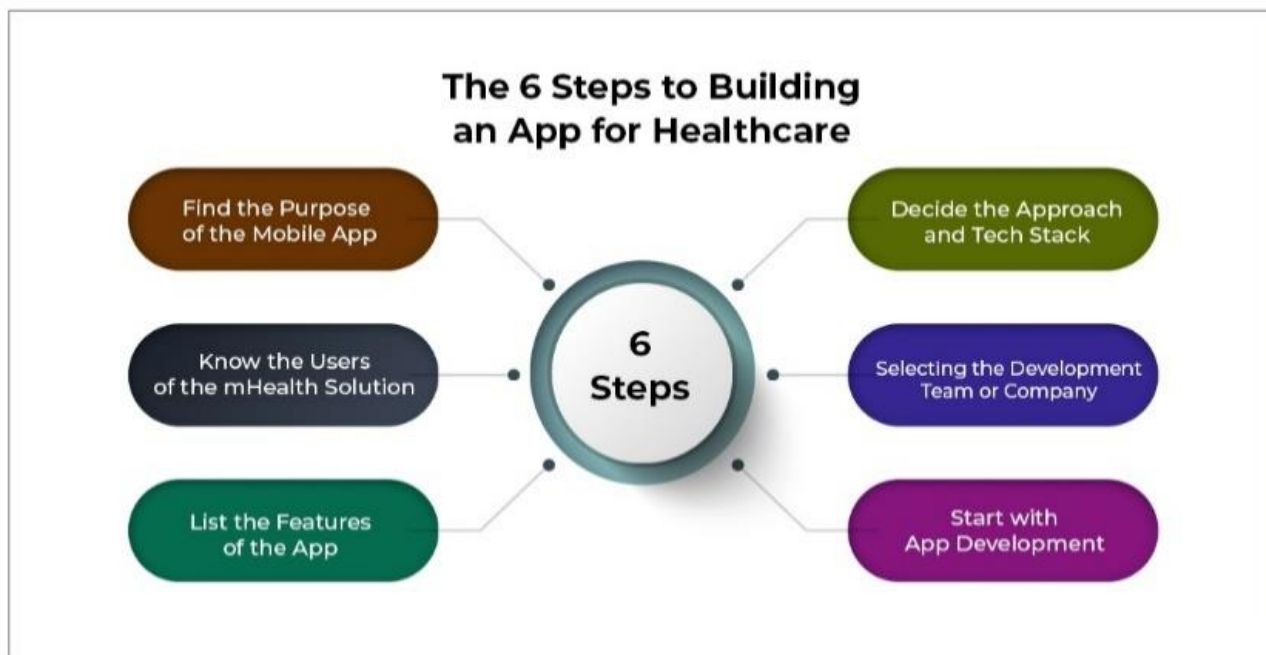 The 6 Steps to Building
an App for Healthcare
Find the Purpose
of the Mobile App
Know the Users
of the mHealth Solution
List the Features
of the App
6
Steps
Decide the Approach
and Tech Stack
Selecting the Development
Team or Company
Start with
App Development